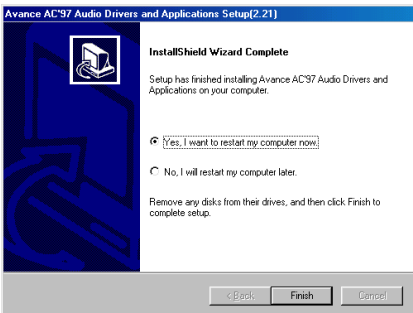 Avance AC'97 Audio Drivers and Applications Setup(2.21)
InstallShield Wizard Complete
Setup has finished installing Avance AC'97 Audio Drivers and
Applications on your computer.
Yes, I want to restart my computer now.
No, I will restart my computer later.
Remove any disks from their drives, and then click Finish to
complete setup.
< Back Finish Cancel